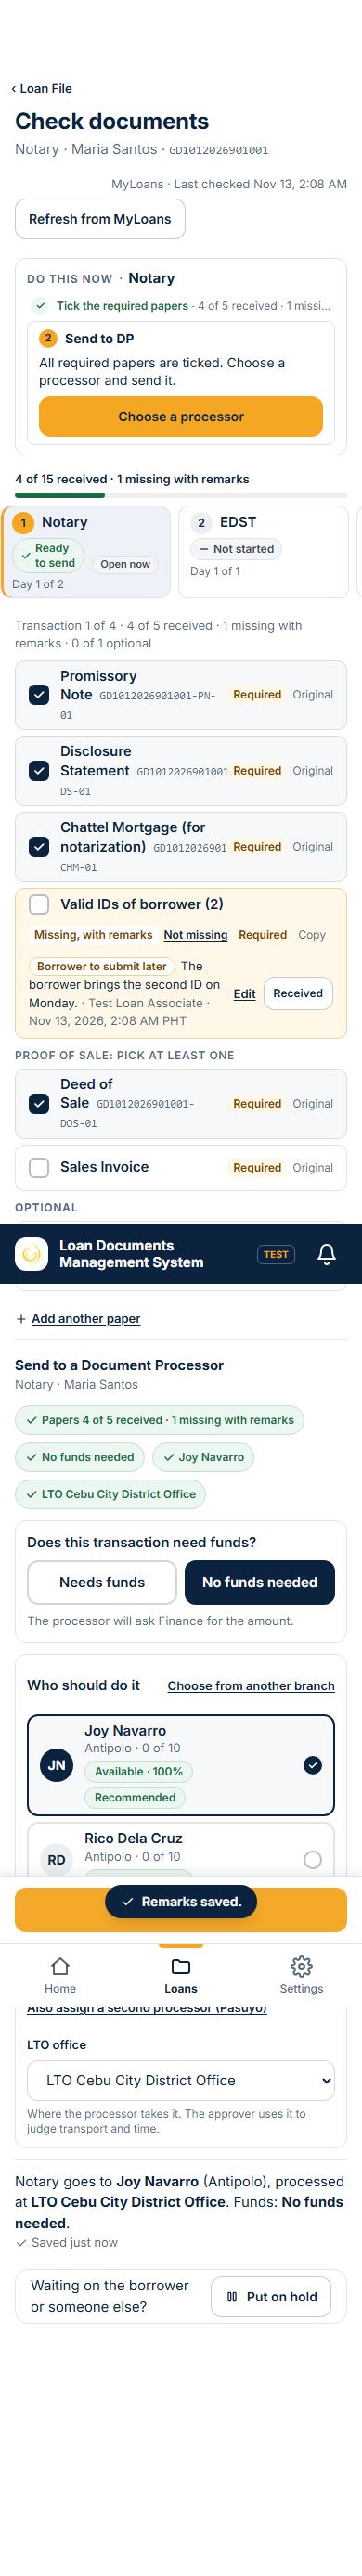 ‹ Loan File
Check documents
Notary · Maria Santos · GD1012026901001
MyLoans · Last checked Nov 13, 2:08 AM
Refresh from MyLoans
DO THIS NOW · Notary
Tick the required papers · 4 of 5 received · 1 missi...
2 Send to DP
All required papers are ticked. Choose a
processor and send it.
Choose a processor
4 of 15 received · 1 missing with remarks
1 Notary
Ready
to send
Open now
Day 1 of 2
2 EDST
Not started
Day 1 of 1
Transaction 1 of 4 · 4 of 5 received · 1 missing with
remarks · 0 of 1 optional
Promissory
Note GD1012026901001-PN-
01
Required Original
Disclosure
Statement GD1012026901001
DS-01
Required Original
Chattel Mortgage (for
notarization) GD1012026901
CHM-01
Required Original
Valid IDs of borrower (2)
Missing, with remarks Not missing Required Copy
Borrower to submit later The
borrower brings the second ID on
Monday. · Test Loan Associate ·
Nov 13, 2026, 2:08 AM PHT
Edit
Received
PROOF OF SALE: PICK AT LEAST ONE
Deed of
Sale GD1012026901001-
DOS-01
Required Original
Sales Invoice
Required Original
OPTIONAL
Loan Documents
Management System
TEST
+ Add another paper
Send to a Document Processor
Notary · Maria Santos
Papers 4 of 5 received · 1 missing with remarks
No funds needed
Joy Navarro
LTO Cebu City District Office
Does this transaction need funds?
Needs funds
No funds needed
The processor will ask Finance for the amount.
Who should do it
Choose from another branch
JN
Joy Navarro
Antipolo · 0 of 10
Available · 100%
Recommended
RD
Rico Dela Cruz
Antipolo · 0 of 10
Remarks saved.
Home
Loans
Settings
Also assign a second processor (Pasuyo)
LTO office
LTO Cebu City District Office
Where the processor takes it. The approver uses it to
judge transport and time.
Notary goes to Joy Navarro (Antipolo), processed
at LTO Cebu City District Office. Funds: No funds
needed.
Saved just now
Waiting on the borrower
or someone else?
Put on hold